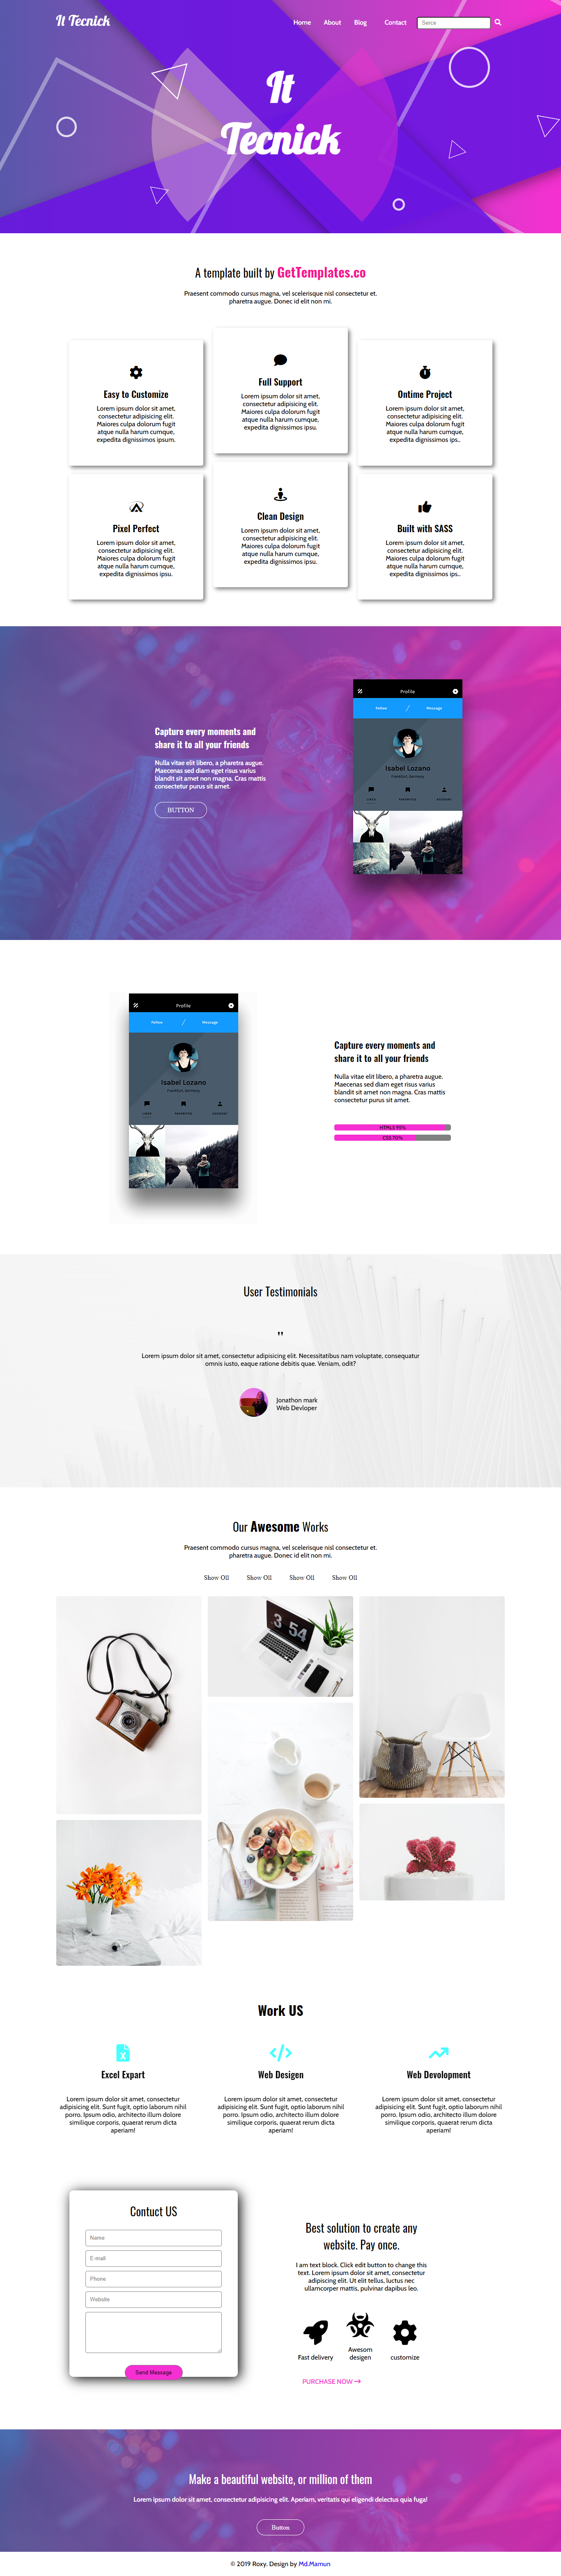 It Tecnick
Home About Blog Contact Serce
It
Tecnick
A template built by GetTemplates.co
Praesent commodo cursus magna, vel scelerisque nisl consectetur et.
pharetra augue. Donec id elit non mi.
Easy to Customize
Lorem ipsum dolor sit amet,
consectetur adipisicing elit.
Maiores culpa dolorum fugit
atque nulla harum cumque,
expedita dignissimos ipsum.
Full Support
Lorem ipsum dolor sit amet,
consectetur adipisicing elit.
Maiores culpa dolorum fugit
atque nulla harum cumque,
expedita dignissimos ipsu.
Ontime Project
Lorem ipsum dolor sit amet,
consectetur adipisicing elit.
Maiores culpa dolorum fugit
atque nulla harum cumque,
expedita dignissimos ips..
Pixel Perfect
Lorem ipsum dolor sit amet,
consectetur adipisicing elit.
Maiores culpa dolorum fugit
atque nulla harum cumque,
expedita dignissimos ipsu.
Clean Design
Lorem ipsum dolor sit amet,
consectetur adipisicing elit.
Maiores culpa dolorum fugit
atque nulla harum cumque,
expedita dignissimos ipsu.
Built with SASS
Lorem ipsum dolor sit amet,
consectetur adipisicing elit.
Maiores culpa dolorum fugit
atque nulla harum cumque,
expedita dignissimos ips..
Capture every moments and
share it to all your friends
Nulla vitae elit libero, a pharetra augue.
Maecenas sed diam eget risus varius
blandit sit amet non magna. Cras mattis
consectetur purus sit amet.
BUTTON
Profile
Follow Message
Isabel Lozano
Frankfurt, Germany
LIKES FAVORITES ACCOUNT
Profile
Follow Message
Isabel Lozano
Frankfurt, Germany
LIKES FAVORITES ACCOUNT
Capture every moments and
share it to all your friends
Nulla vitae elit libero, a pharetra augue.
Maecenas sed diam eget risus varius
blandit sit amet non magna. Cras mattis
consectetur purus sit amet.
HTML5 95%
CSS 70%
User Testimonials
"
Lorem ipsum dolor sit amet, consectetur adipisicing elit. Necessitatibus nam voluptate, consequatur
omnis iusto, eaque ratione debitis quae. Veniam, odit?
Jonathon mark
Web Devloper
Our Awesome Works
Praesent commodo cursus magna, vel scelerisque nisl consectetur et.
pharetra augue. Donec id elit non mi.
Show Oll Show Oll Show Oll Show Oll
3 54
Work US
Excel Expart
Lorem ipsum dolor sit amet, consectetur
adipisicing elit. Sunt fugit, optio laborum nihil
porro. Ipsum odio, architecto illum dolore
similique corporis, quaerat rerum dicta
aperiam!
Web Desigen
Lorem ipsum dolor sit amet, consectetur
adipisicing elit. Sunt fugit, optio laborum nihil
porro. Ipsum odio, architecto illum dolore
similique corporis, quaerat rerum dicta
aperiam!
Web Devolopment
Lorem ipsum dolor sit amet, consectetur
adipisicing elit. Sunt fugit, optio laborum nihil
porro. Ipsum odio, architecto illum dolore
similique corporis, quaerat rerum dicta
aperiam!
Contuct US
Name
E-mail
Phone
Website
Send Message
Best solution to create any
website. Pay once.
I am text block. Click edit button to change this
text. Lorem ipsum dolor sit amet, consectetur
adipiscing elit. Ut elit tellus, luctus nec
ullamcorper mattis, pulvinar dapibus leo.
Fast delivery
Awesom
desigen
customize
PURCHASE NOW →
Make a beautiful website, or million of them
Lorem ipsum dolor sit amet, consectetur adipisicing elit. Aperiam, veritatis qui eligendi delectus quia fuga!
Button
© 2019 Roxy. Design by Md.Mamun